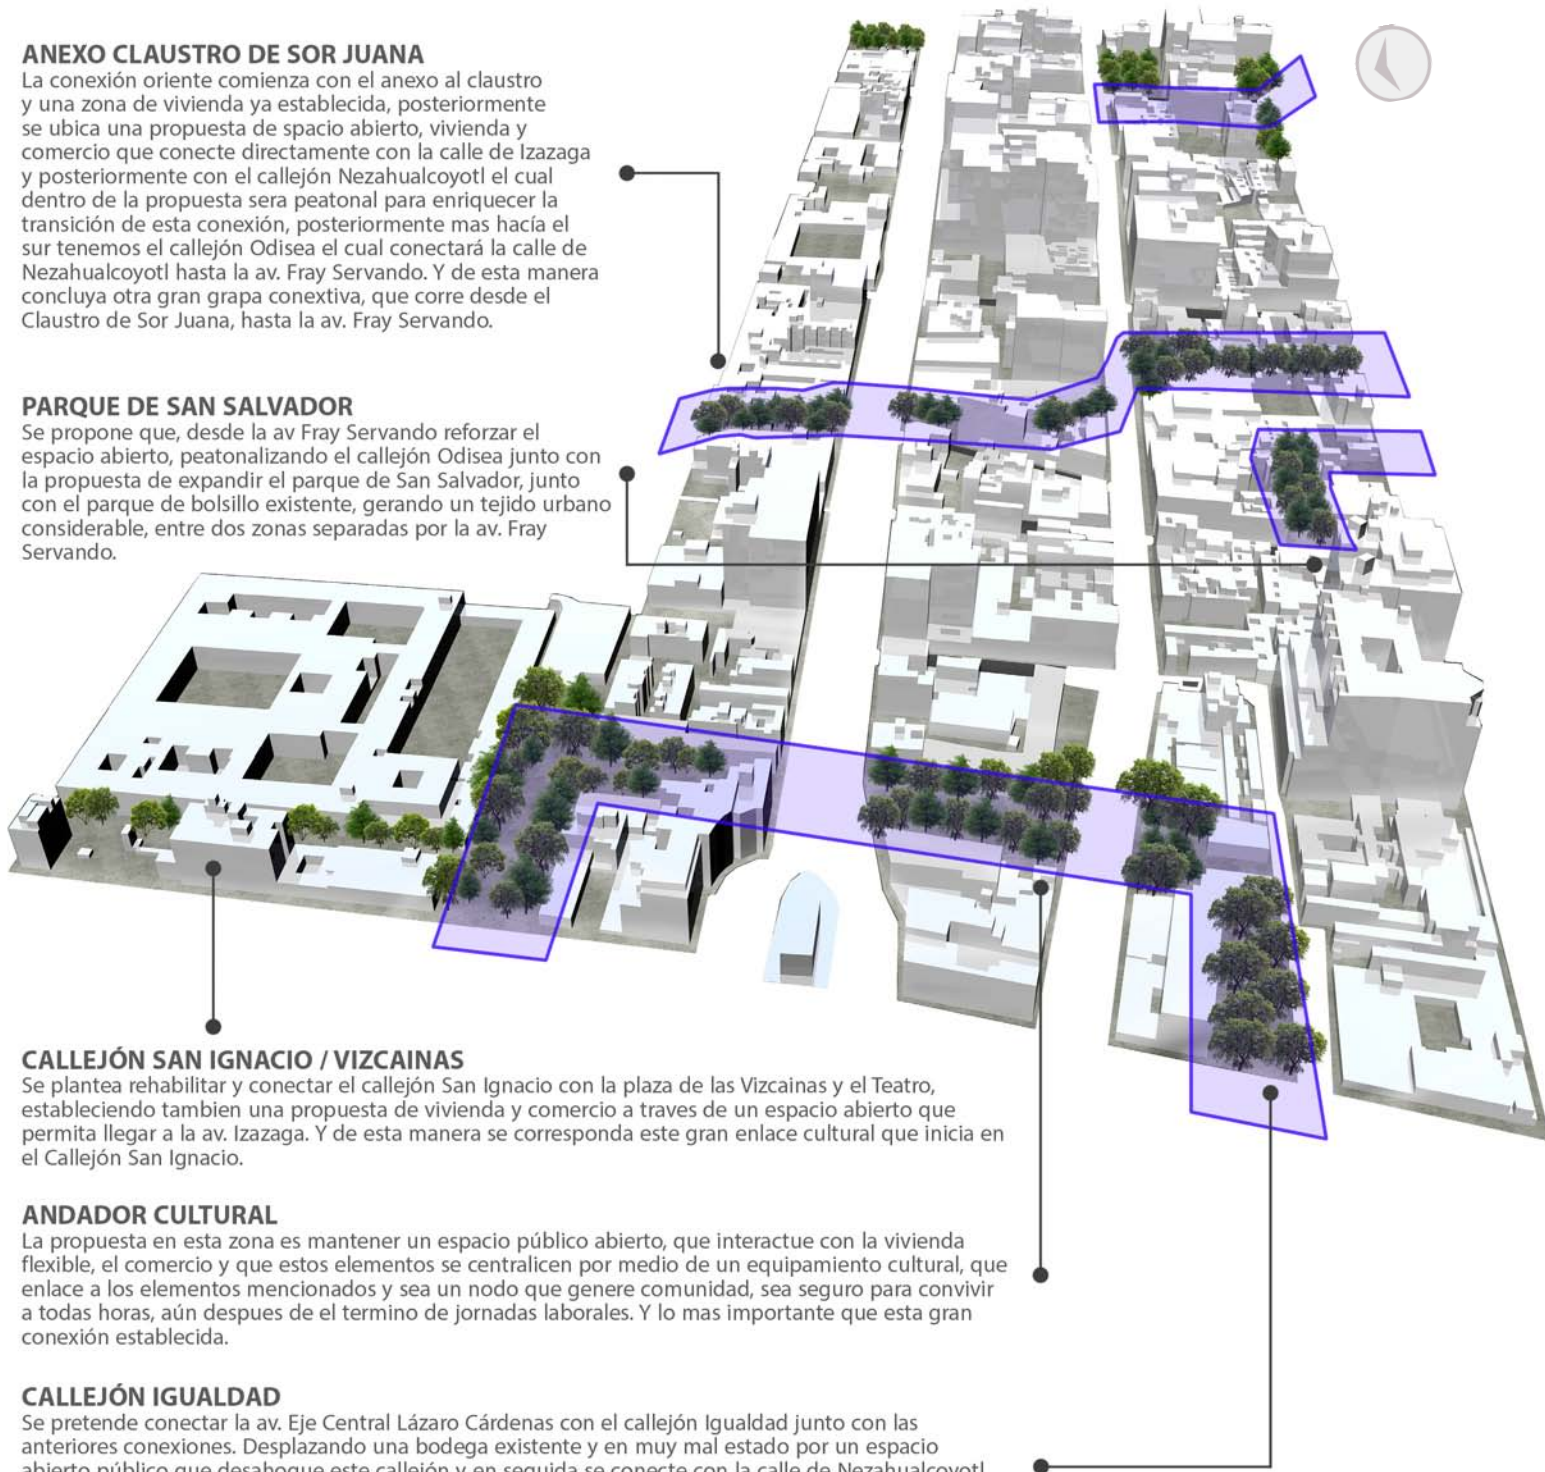 ANEXO CLAUSTRO DE SOR JUANA
La conexión oriente comienza con el anexo al claustro
y una zona de vivienda ya establecida, posteriormente
se ubica una propuesta de spacio abierto, vivienda y
comercio que conecte directamente con la calle de Izazaga
y posteriormente con el callejón Nezahualcoyotl el cual
dentro de la propuesta sera peatonal para enriquecer la
transición de esta conexión, posteriormente mas hacía el
sur tenemos el callejón Odisea el cual conectará la calle de
Nezahualcoyotl hasta la av. Fray Servando. Y de esta manera
concluya otra gran grapa conextiva, que corre desde el
Claustro de Sor Juana, hasta la av. Fray Servando.
PARQUE DE SAN SALVADOR
Se propone que, desde la av Fray Servando reforzar el
espacio abierto, peatonalizando el callejón Odisea junto con
la propuesta de expandir el parque de San Salvador, junto
con el parque de bolsillo existente, gerando un tejido urbano
considerable, entre dos zonas separadas por la av. Fray
Servando.
CALLEJÓN SAN IGNACIO / VIZCAINAS
Se plantea rehabilitar y conectar el callejón San Ignacio con la plaza de las Vizcainas y el Teatro,
estableciendo tambien una propuesta de vivienda y comercio a traves de un espacio abierto que
permita llegar a la av. Izazaga. Y de esta manera se corresponda este gran enlace cultural que inicia en
el Callejón San Ignacio.
ANDADOR CULTURAL
La propuesta en esta zona es mantener un espacio público abierto, que interactue con la vivienda
flexible, el comercio y que estos elementos se centralicen por medio de un equipamiento cultural, que
enlace a los elementos mencionados y sea un nodo que genere comunidad, sea seguro para convivir
a todas horas, aún despues de el termino de jornadas laborales. Y lo mas importante que esta gran
conexión establecida.
CALLEJÓN IGUALDAD
Se pretende conectar la av. Eje Central Lázaro Cárdenas con el callejón Igualdad junto con las
anteriores conexiones. Desplazando una bodega existente y en muy mal estado por un espacio
abierto público que desahogue este callejón y en seguida se conecte con la calle de Nezahualcoyotl